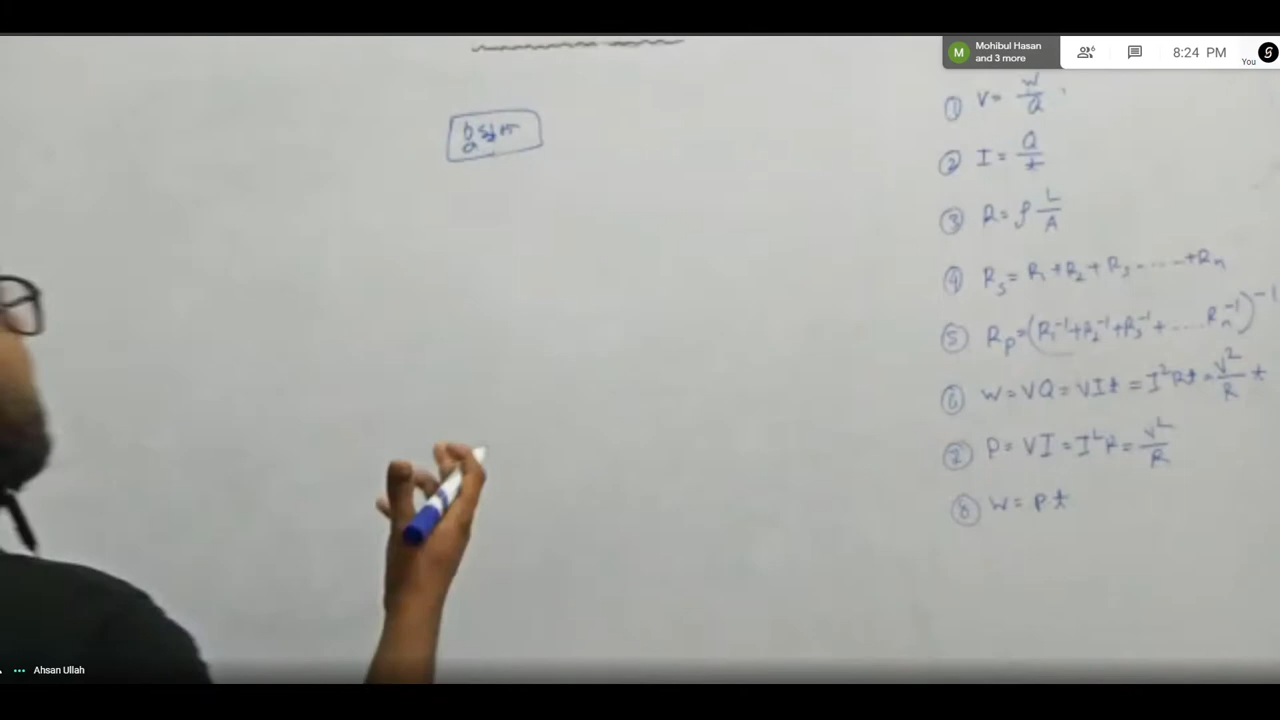 Mohibul Hasan
and 3 more
6
8:24 PM
You
① V = W/Q
② I = Q/t
③ R = ρ L/A
④ Rs = R1 + R2 + R3 ...... + Rn
⑤ Rp = (R1⁻¹ + R2⁻¹ + R3⁻¹ + ..... Rn⁻¹)⁻¹
⑥ W = VQ = VIt = I²Rt = V²/R t
⑦ P = VI = I²R = V²/R
⑧ W = Pt
Ahsan Ullah